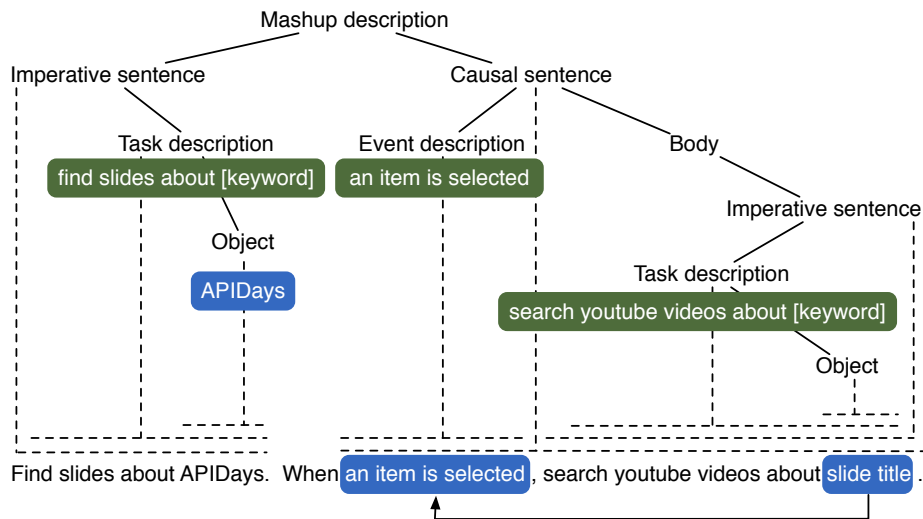 Mashup description
Imperative sentence
Causal sentence
Task description
Event description
Body
find slides about [keyword]
an item is selected
Imperative sentence
Object
Task description
APIDays
search youtube videos about [keyword]
Object
Find slides about APIDays. When an item is selected , search youtube videos about slide title .